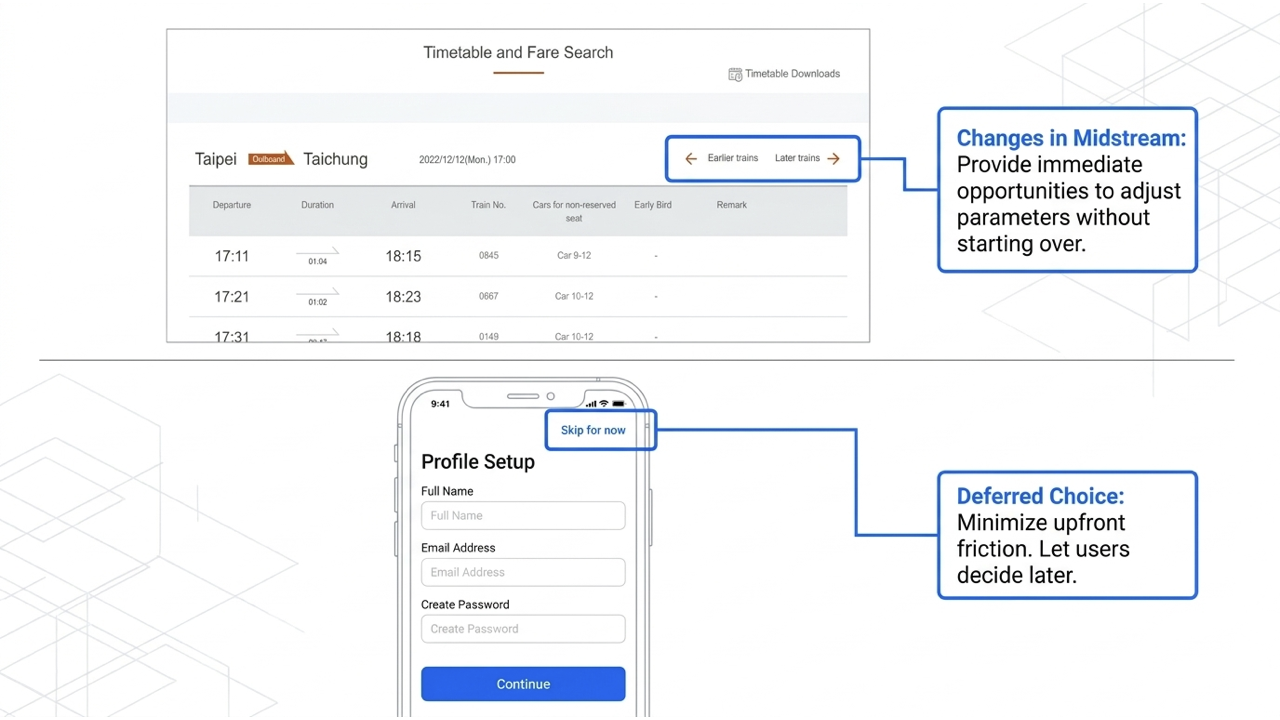 Timetable and Fare Search
Timetable Downloads
Taipei Outbound Taichung 2022/12/12(Mon.) 17:00 Earlier trains Later trains
Departure Duration Arrival Train No. Cars for non-reserved seat Early Bird Remark
17:11 01:04 18:15 0845 Car 9-12 -
17:21 01:02 18:23 0667 Car 10-12 -
17:31 18:18 0149 Car 10-12 -
Changes in Midstream:
Provide immediate
opportunities to adjust
parameters without
starting over.
9:41
Skip for now
Profile Setup
Full Name
Full Name
Email Address
Email Address
Create Password
Create Password
Continue
Deferred Choice:
Minimize upfront
friction. Let users
decide later.